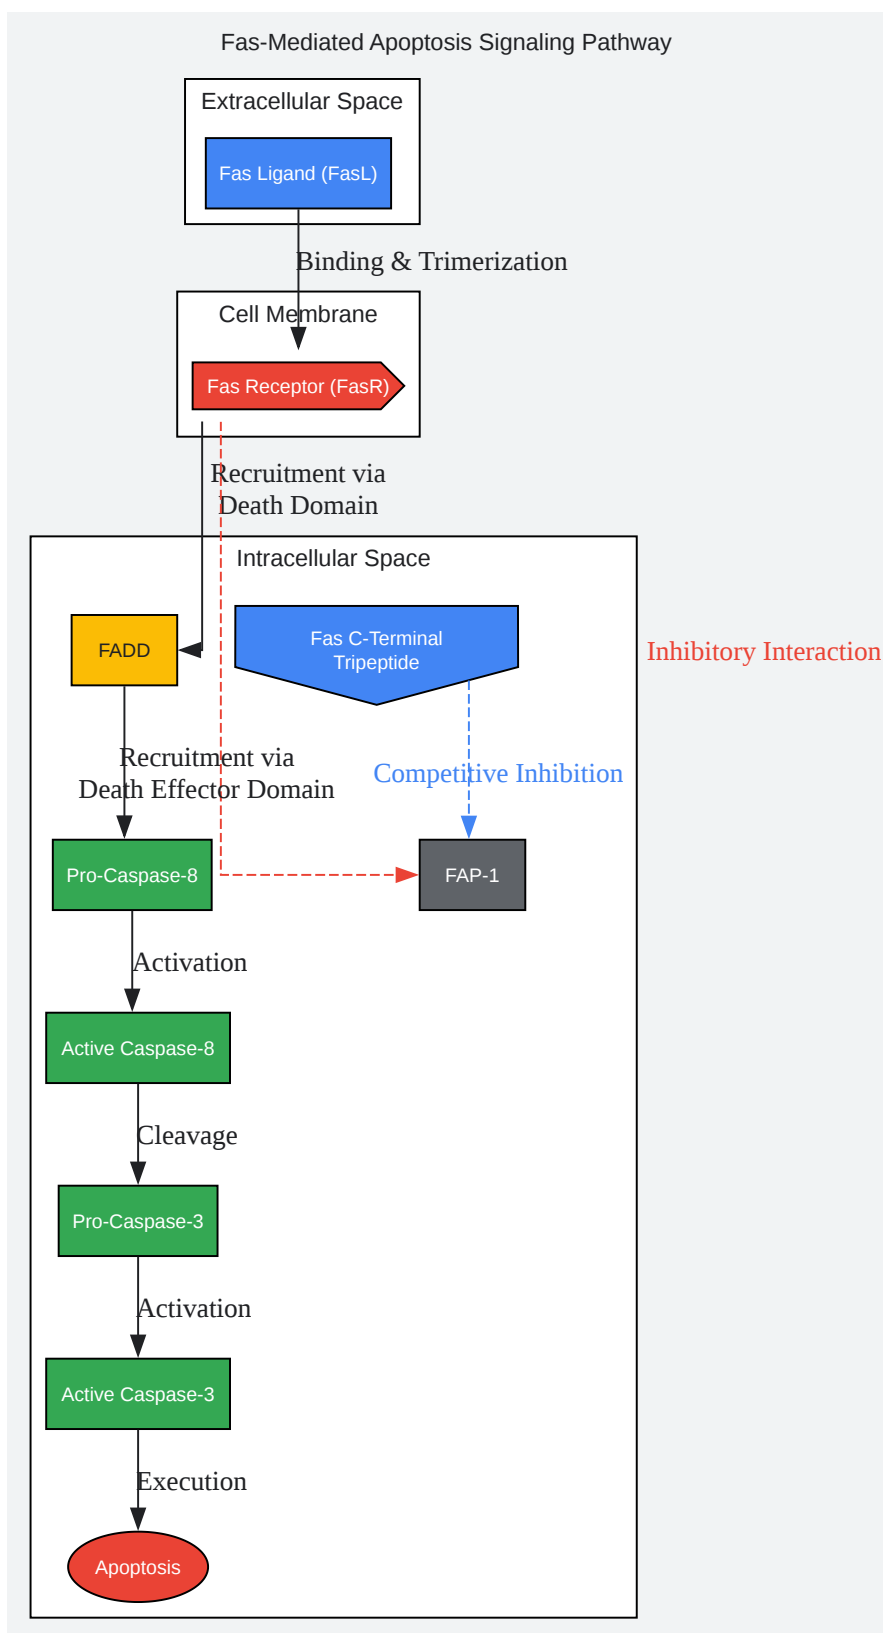 Fas-Mediated Apoptosis Signaling Pathway
Extracellular Space
Fas Ligand (FasL)
Binding & Trimerization
Cell Membrane
Fas Receptor (FasR)
Recruitment via
Death Domain
Intracellular Space
FADD
Fas C-Terminal
Tripeptide
Inhibitory Interaction
Recruitment via
Death Effector Domain
Competitive Inhibition
Pro-Caspase-8
FAP-1
Activation
Active Caspase-8
Cleavage
Pro-Caspase-3
Activation
Active Caspase-3
Execution
Apoptosis